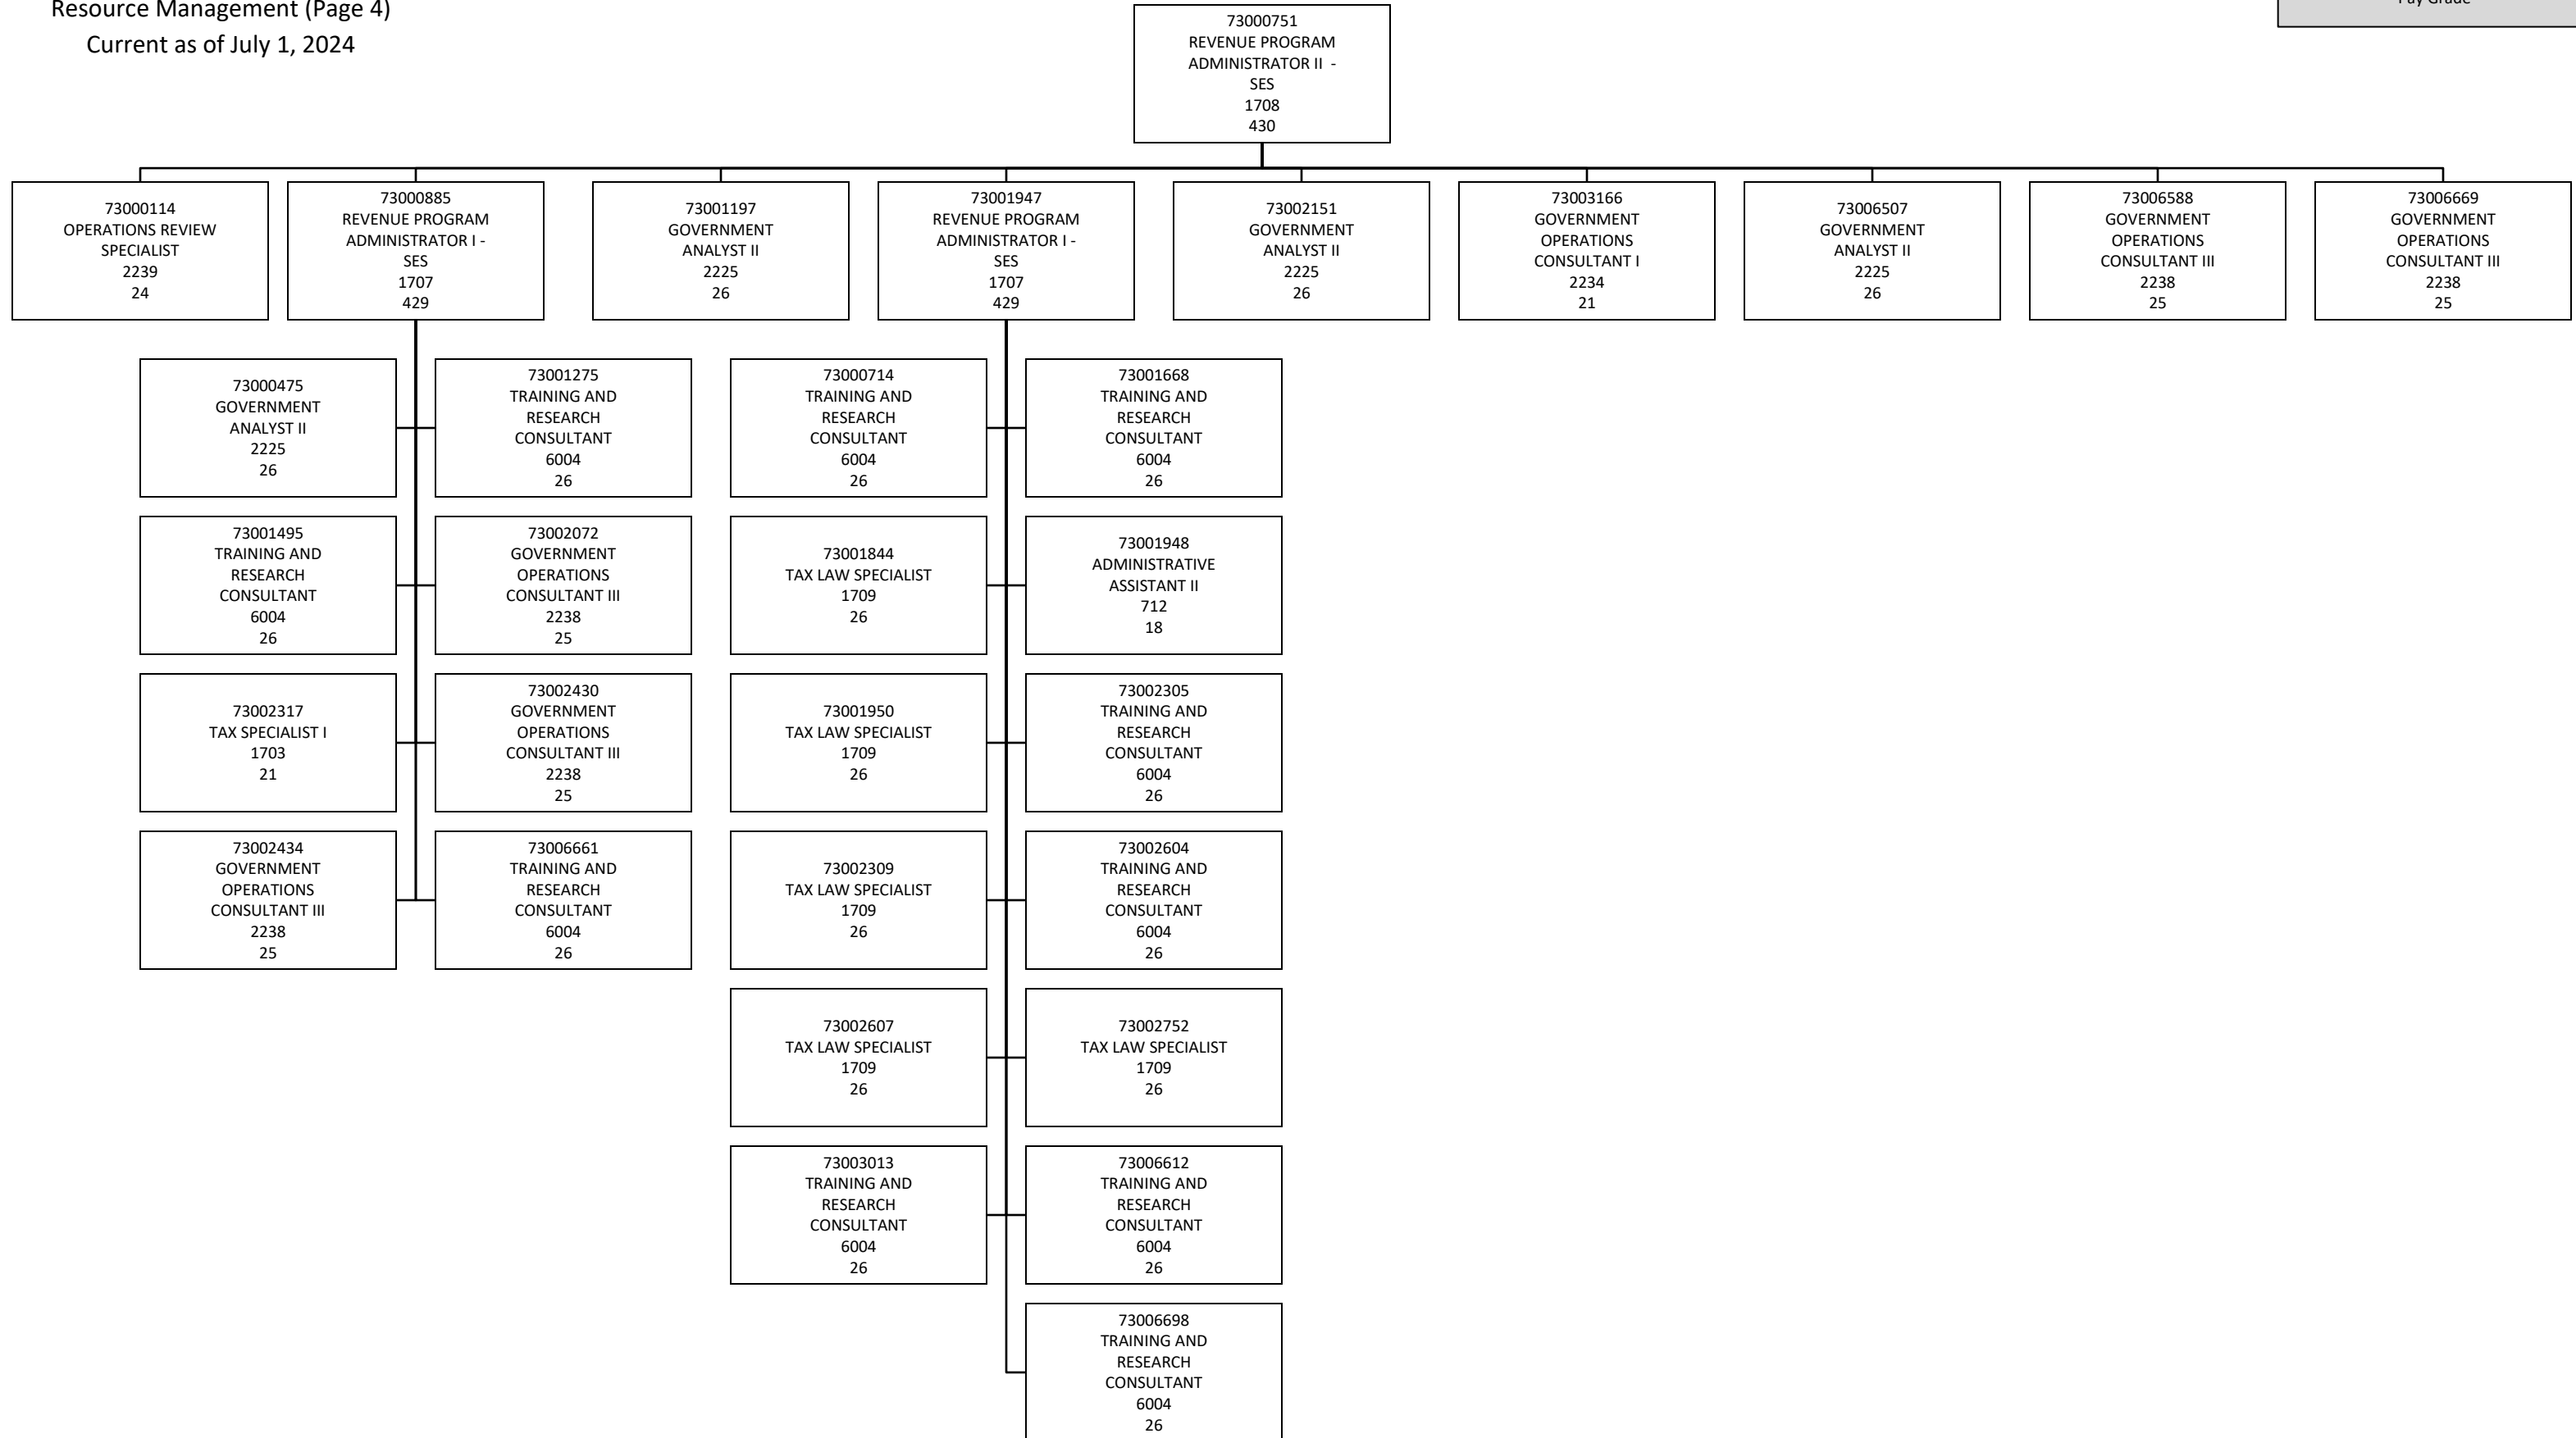 Resource Management (Page 4)
Current as of July 1, 2024
Pay Grade
73000751
REVENUE PROGRAM
ADMINISTRATOR II -
SES
1708
430
73000114
OPERATIONS REVIEW
SPECIALIST
2239
24
73000885
REVENUE PROGRAM
ADMINISTRATOR I -
SES
1707
429
73001197
GOVERNMENT
ANALYST II
2225
26
73001947
REVENUE PROGRAM
ADMINISTRATOR I -
SES
1707
429
73002151
GOVERNMENT
ANALYST II
2225
26
73003166
GOVERNMENT
OPERATIONS
CONSULTANT I
2234
21
73006507
GOVERNMENT
ANALYST II
2225
26
73006588
GOVERNMENT
OPERATIONS
CONSULTANT III
2238
25
73006669
GOVERNMENT
OPERATIONS
CONSULTANT III
2238
25
73000475
GOVERNMENT
ANALYST II
2225
26
73001275
TRAINING AND
RESEARCH
CONSULTANT
6004
26
73000714
TRAINING AND
RESEARCH
CONSULTANT
6004
26
73001668
TRAINING AND
RESEARCH
CONSULTANT
6004
26
73001495
TRAINING AND
RESEARCH
CONSULTANT
6004
26
73002072
GOVERNMENT
OPERATIONS
CONSULTANT III
2238
25
73001844
TAX LAW SPECIALIST
1709
26
73001948
ADMINISTRATIVE
ASSISTANT II
712
18
73002317
TAX SPECIALIST I
1703
21
73002430
GOVERNMENT
OPERATIONS
CONSULTANT III
2238
25
73001950
TAX LAW SPECIALIST
1709
26
73002305
TRAINING AND
RESEARCH
CONSULTANT
6004
26
73002434
GOVERNMENT
OPERATIONS
CONSULTANT III
2238
25
73006661
TRAINING AND
RESEARCH
CONSULTANT
6004
26
73002309
TAX LAW SPECIALIST
1709
26
73002604
TRAINING AND
RESEARCH
CONSULTANT
6004
26
73002607
TAX LAW SPECIALIST
1709
26
73002752
TAX LAW SPECIALIST
1709
26
73003013
TRAINING AND
RESEARCH
CONSULTANT
6004
26
73006612
TRAINING AND
RESEARCH
CONSULTANT
6004
26
73006698
TRAINING AND
RESEARCH
CONSULTANT
6004
26